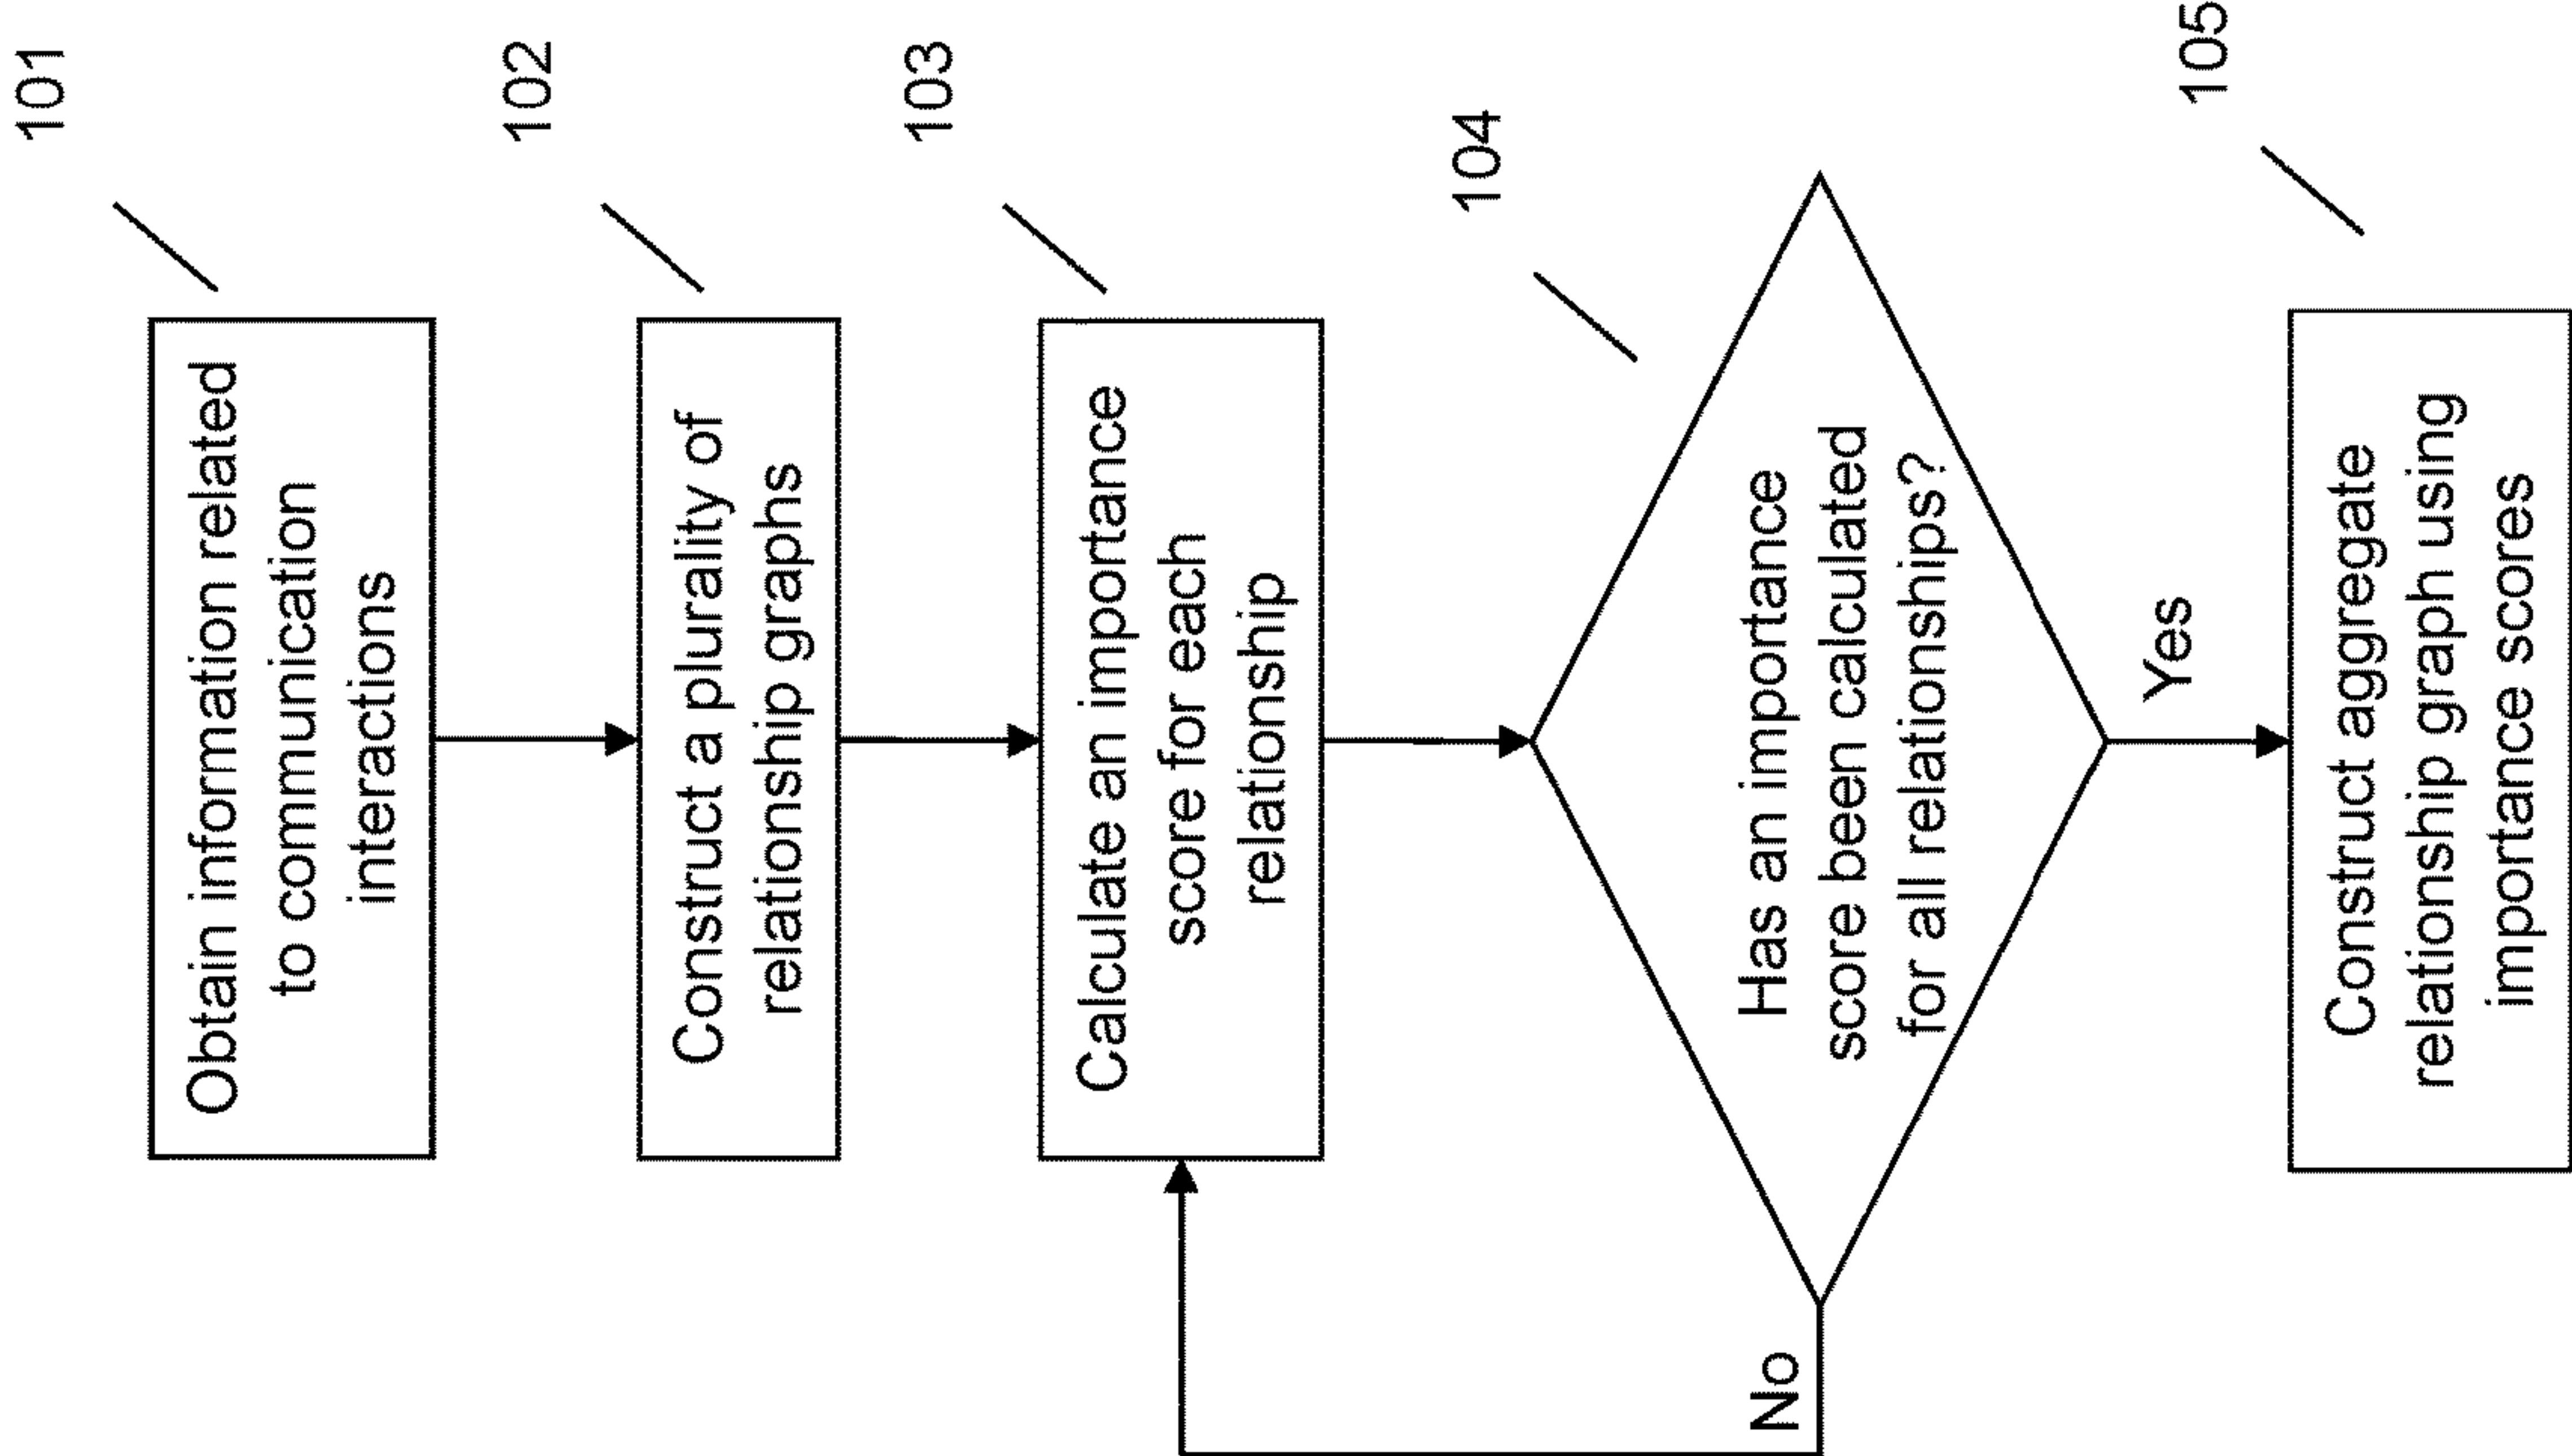 101
Obtain information related
to communication
interactions
102
Construct a plurality of
relationship graphs
103
Calculate an importance
score for each
relationship
104
Has an importance
score been calculated
for all relationships?
No
Yes
105
Construct aggregate
relationship graph using
importance scores